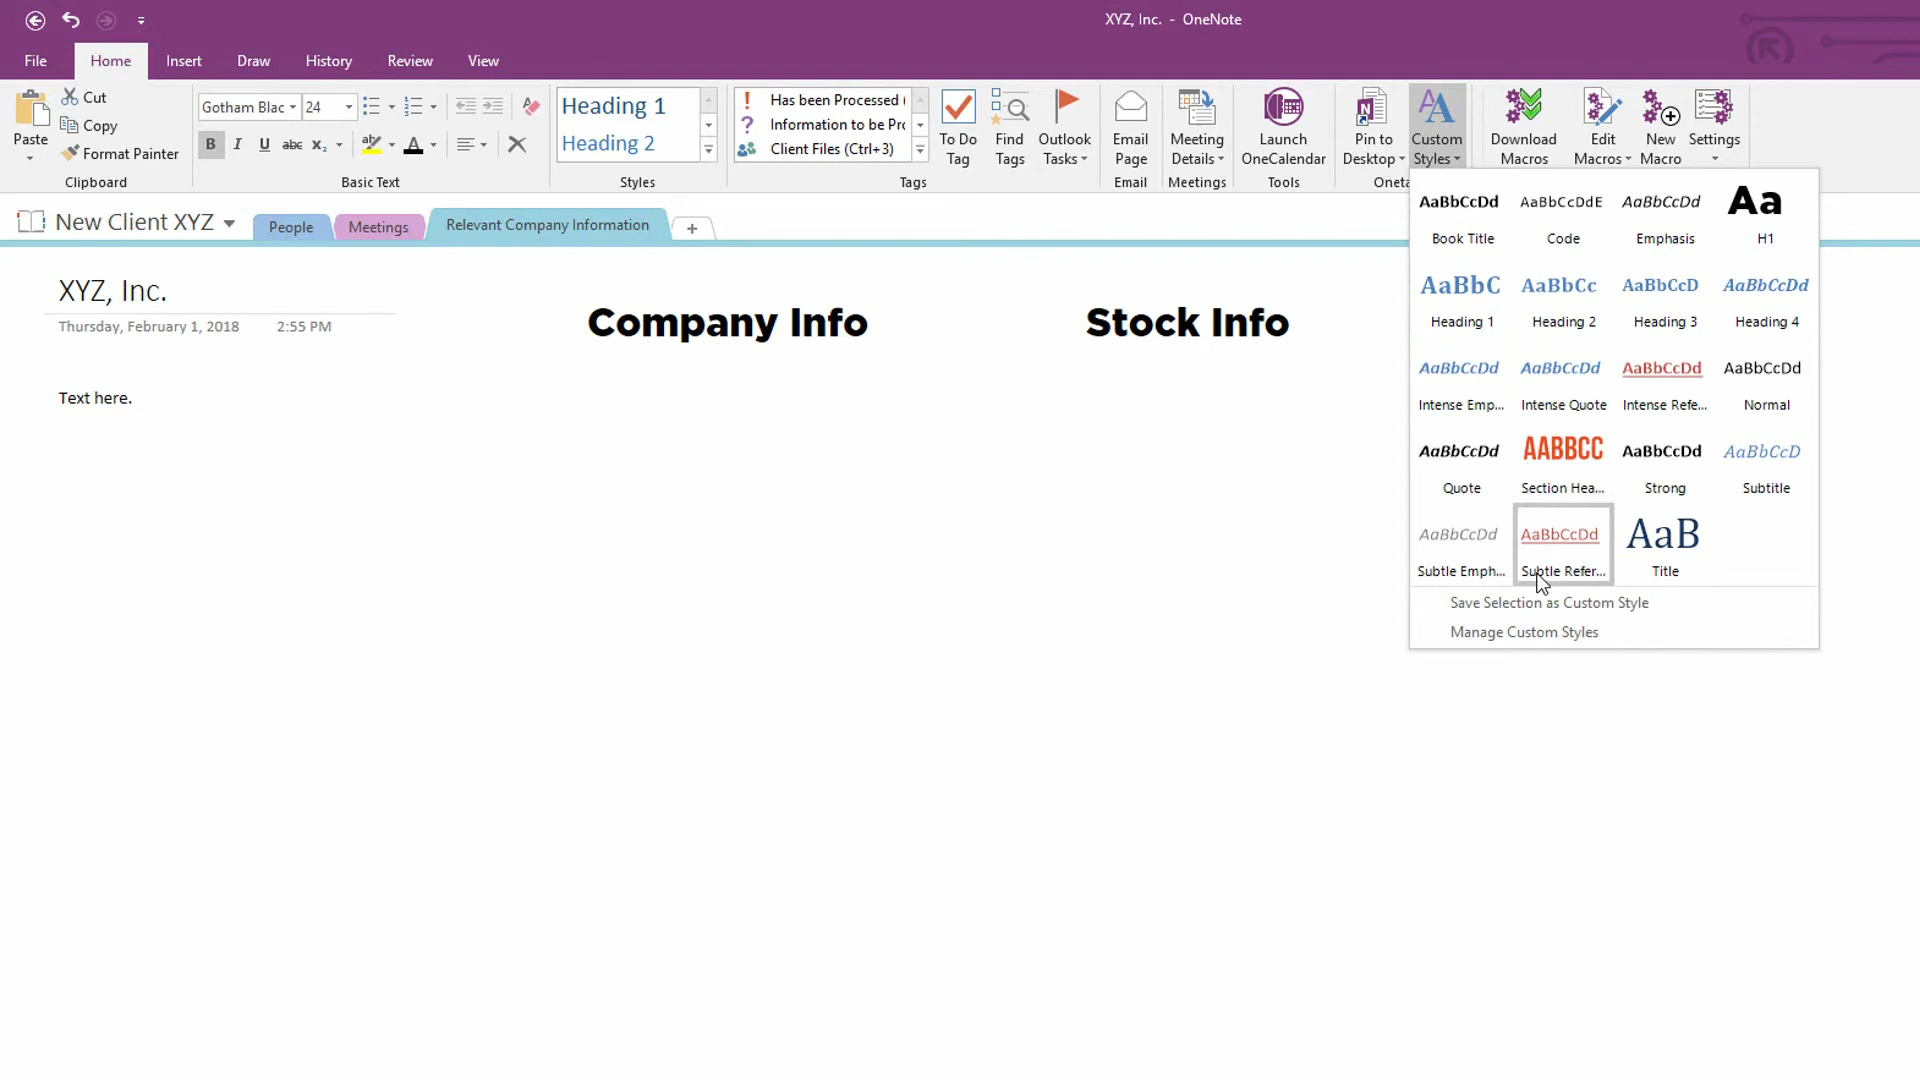 XYZ, Inc. - OneNote
File Home Insert Draw History Review View
Paste
Cut
Copy
Format Painter
Clipboard
Gotham Blac 24
B I U abc x₂ aby A
Basic Text
Heading 1
Heading 2
Styles
Has been Processed (
Information to be Prc
Client Files (Ctrl+3)
Tags
To Do Tag
Find Tags
Outlook Tasks
Email Page
Email
Meeting Details
Meetings
Launch OneCalendar
Tools
Pin to Desktop
Custom Styles
Oneta
Download Macros
Edit Macros
New Macro
Settings
New Client XYZ
People
Meetings
Relevant Company Information
+
XYZ, Inc.
Thursday, February 1, 2018 2:55 PM
Text here.
Company Info
Stock Info
AaBbCcDd AaBbCcDdE AaBbCcDd Aa
Book Title Code Emphasis H1
AaBbC AaBbCc AaBbCcD AaBbCcDd
Heading 1 Heading 2 Heading 3 Heading 4
AaBbCcDd AaBbCcDd AaBbCcDd AaBbCcDd
Intense Emp... Intense Quote Intense Refe... Normal
AaBbCcDd AABBCC AaBbCcDd AaBbCcD
Quote Section Hea... Strong Subtitle
AaBbCcDd AaBbCcDd AaB
Subtle Emph... Subtle Refer... Title
Save Selection as Custom Style
Manage Custom Styles